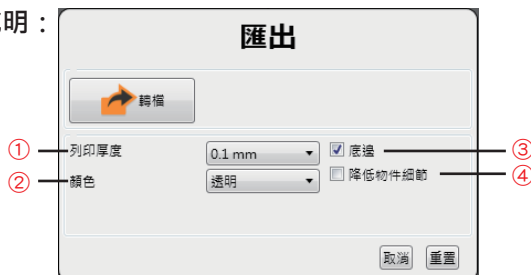 明：
匯出
轉檔
① 列印厚度 0.1 mm 底邊 ③
② 顏色 透明 降低物件細節 ④
取消 重置